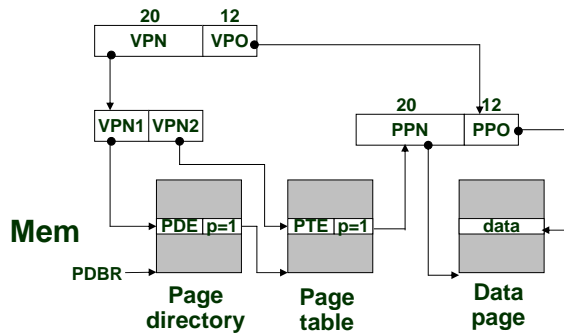 20 12
VPN VPO
20 12
VPN1 VPN2 PPN PPO
Mem
PDE p=1 PTE p=1 data
PDBR
Page directory
Page table
Data page